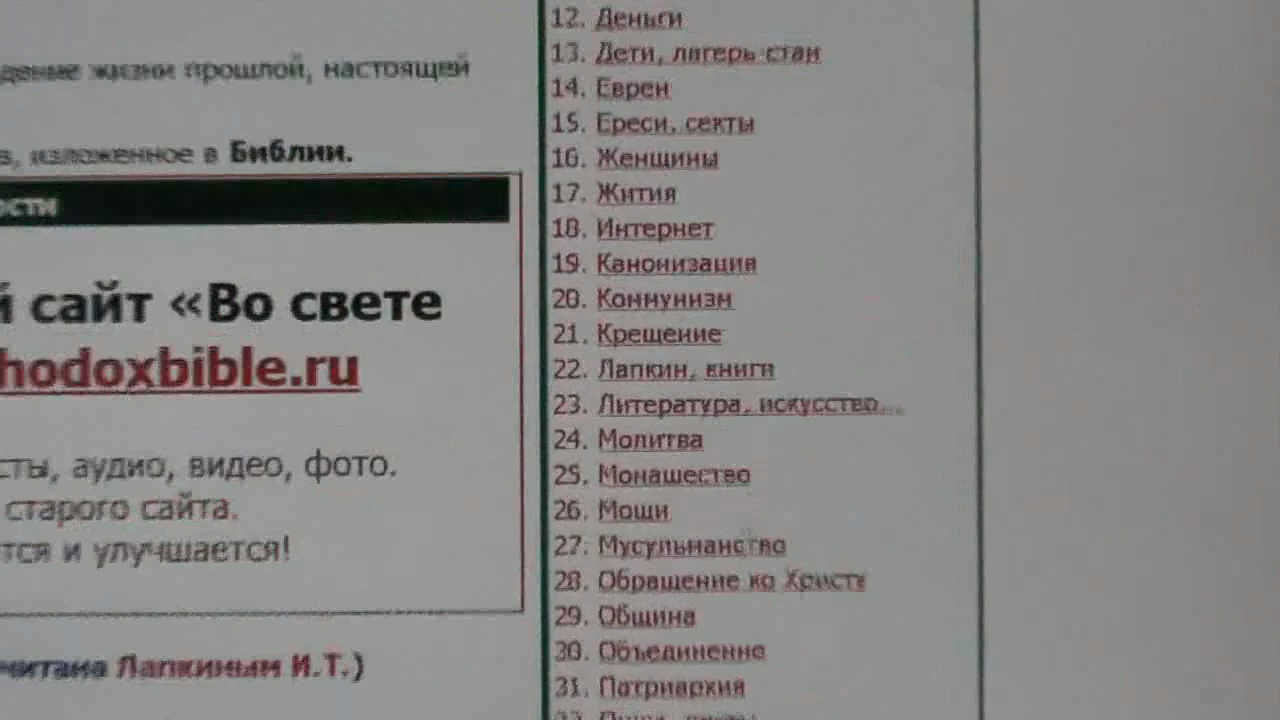 дение жизни прошлой, настоящей
изложенное в Библии.
ости
й сайт «Во свете
hodoxbible.ru
сты, аудио, видео, фото.
старого сайта.
тся и улучшается!
читана Лапкиным И.Т.)
12. Деньги
13. Дети, лагерь стан
14. Евреи
15. Ереси, секты
16. Женщины
17. Жития
18. Интернет
19. Канонизация
20. Коммунизм
21. Крещение
22. Лапкин, книги
23. Литература, искусство...
24. Молитва
25. Монашество
26. Мощи
27. Мусульманство
28. Обращение ко Христу
29. Община
30. Объединение
31. Патриархия